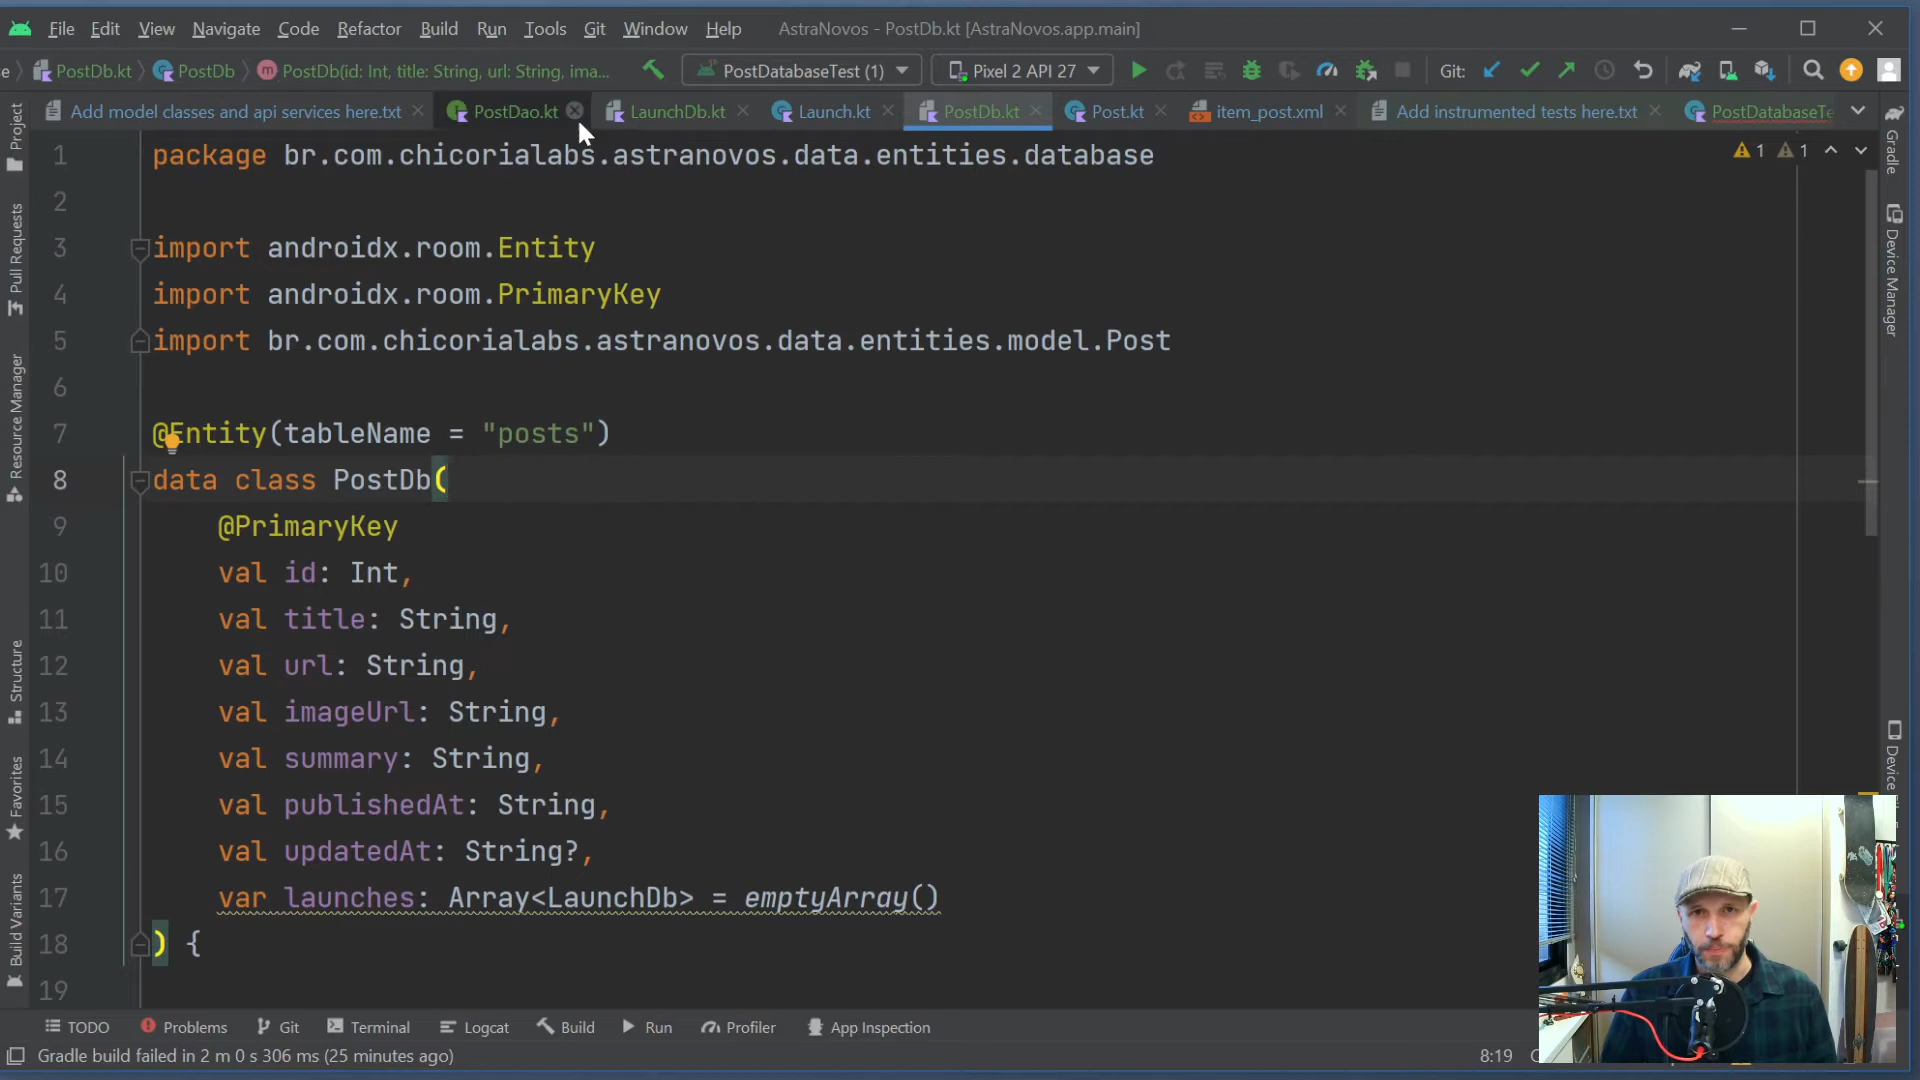 File Edit View Navigate Code Refactor Build Run Tools Git Window Help AstraNovos - PostDb.kt [AstraNovos.app.main]
PostDb.kt PostDb PostDb(id: Int, title: String, url: String, ima... PostDatabaseTest (1) Pixel 2 API 27 Git:
Add model classes and api services here.txt PostDao.kt LaunchDb.kt Launch.kt PostDb.kt Post.kt item_post.xml Add instrumented tests here.txt PostDatabaseTe
1 package br.com.chicorialabs.astranovos.data.entities.database
1 1
2
3 import androidx.room.Entity
4 import androidx.room.PrimaryKey
5 import br.com.chicorialabs.astranovos.data.entities.model.Post
6
7 @Entity(tableName = "posts")
8 data class PostDb(
9 @PrimaryKey
10 val id: Int,
11 val title: String,
12 val url: String,
13 val imageUrl: String,
14 val summary: String,
15 val publishedAt: String,
16 val updatedAt: String?,
17 var launches: Array<LaunchDb> = emptyArray()
18 ) {
19
Project
Pull Requests
Resource Manager
Structure
Favorites
Build Variants
Gradle
Device Manager
Device
TODO Problems Git Terminal Logcat Build Run Profiler App Inspection
Gradle build failed in 2 m 0 s 306 ms (25 minutes ago) 8:19